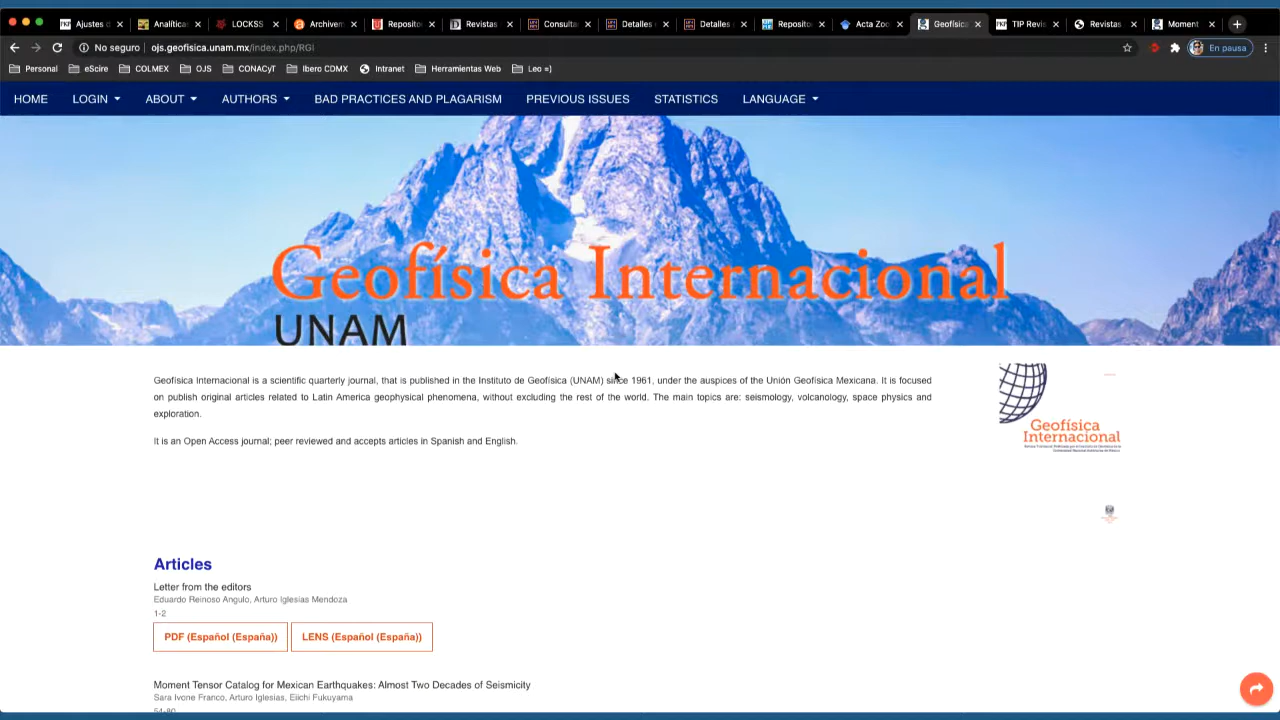 Ajustes d
Analítica
LOCKSS
Archivem
Reposito
Revistas
Consulta
Detalles
Detalles
Reposito
Acta Zoo
Geofísica
TIP Revis
Revistas
Moment
No seguro
ojs.geofisica.unam.mx/index.php/RGI
En pausa
Personal
eScire
COLMEX
OJS
CONACyT
Ibero CDMX
Intranet
Herramientas Web
Leo =)
HOME
LOGIN
ABOUT
AUTHORS
BAD PRACTICES AND PLAGARISM
PREVIOUS ISSUES
STATISTICS
LANGUAGE
Geofísica Internacional
UNAM
Geofísica Internacional is a scientific quarterly journal, that is published in the Instituto de Geofísica (UNAM) since 1961, under the auspices of the Unión Geofísica Mexicana. It is focused
on publish original articles related to Latin America geophysical phenomena, without excluding the rest of the world. The main topics are: seismology, volcanology, space physics and
exploration.
It is an Open Access journal; peer reviewed and accepts articles in Spanish and English.
Geofísica
Internacional
Articles
Letter from the editors
Eduardo Reinoso Angulo, Arturo Iglesias Mendoza
1-2
PDF (Español (España))
LENS (Español (España))
Moment Tensor Catalog for Mexican Earthquakes: Almost Two Decades of Seismicity
Sara Ivone Franco, Arturo Iglesias, Eiichi Fukuyama
54-80